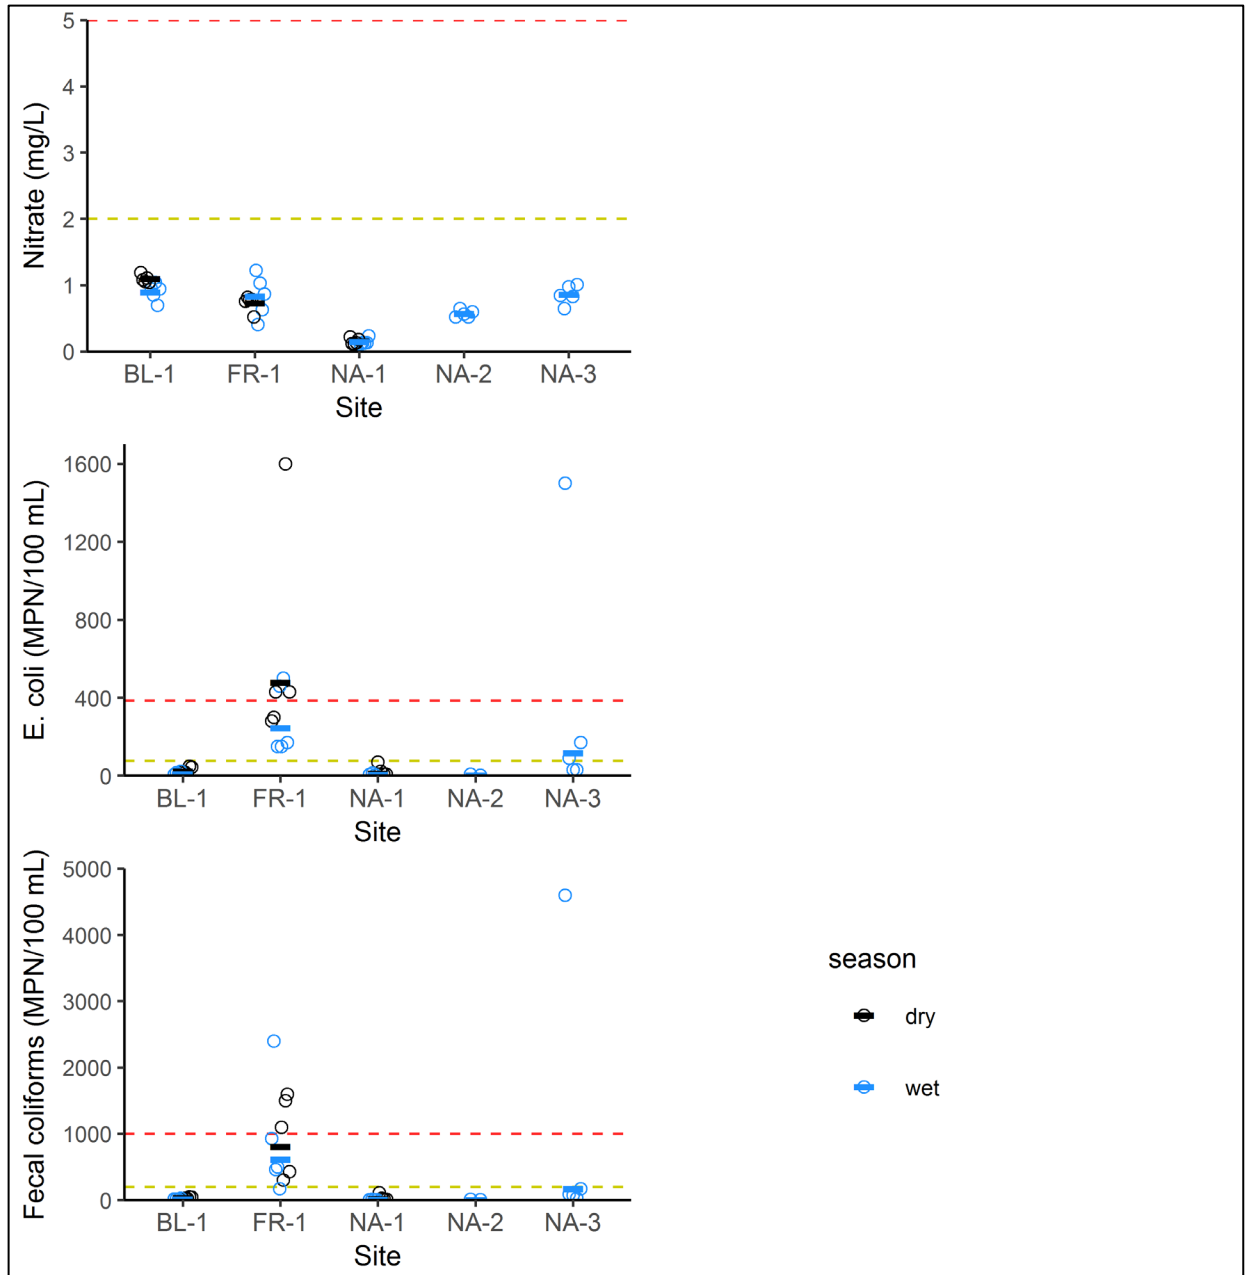 Nitrate (mg/L)
5
4
3
2
1
0
BL-1 FR-1 NA-1 NA-2 NA-3
Site
E. coli (MPN/100 mL)
1600
1200
800
400
0
BL-1 FR-1 NA-1 NA-2 NA-3
Site
Fecal coliforms (MPN/100 mL)
5000
4000
3000
2000
1000
0
BL-1 FR-1 NA-1 NA-2 NA-3
Site
season
dry
wet